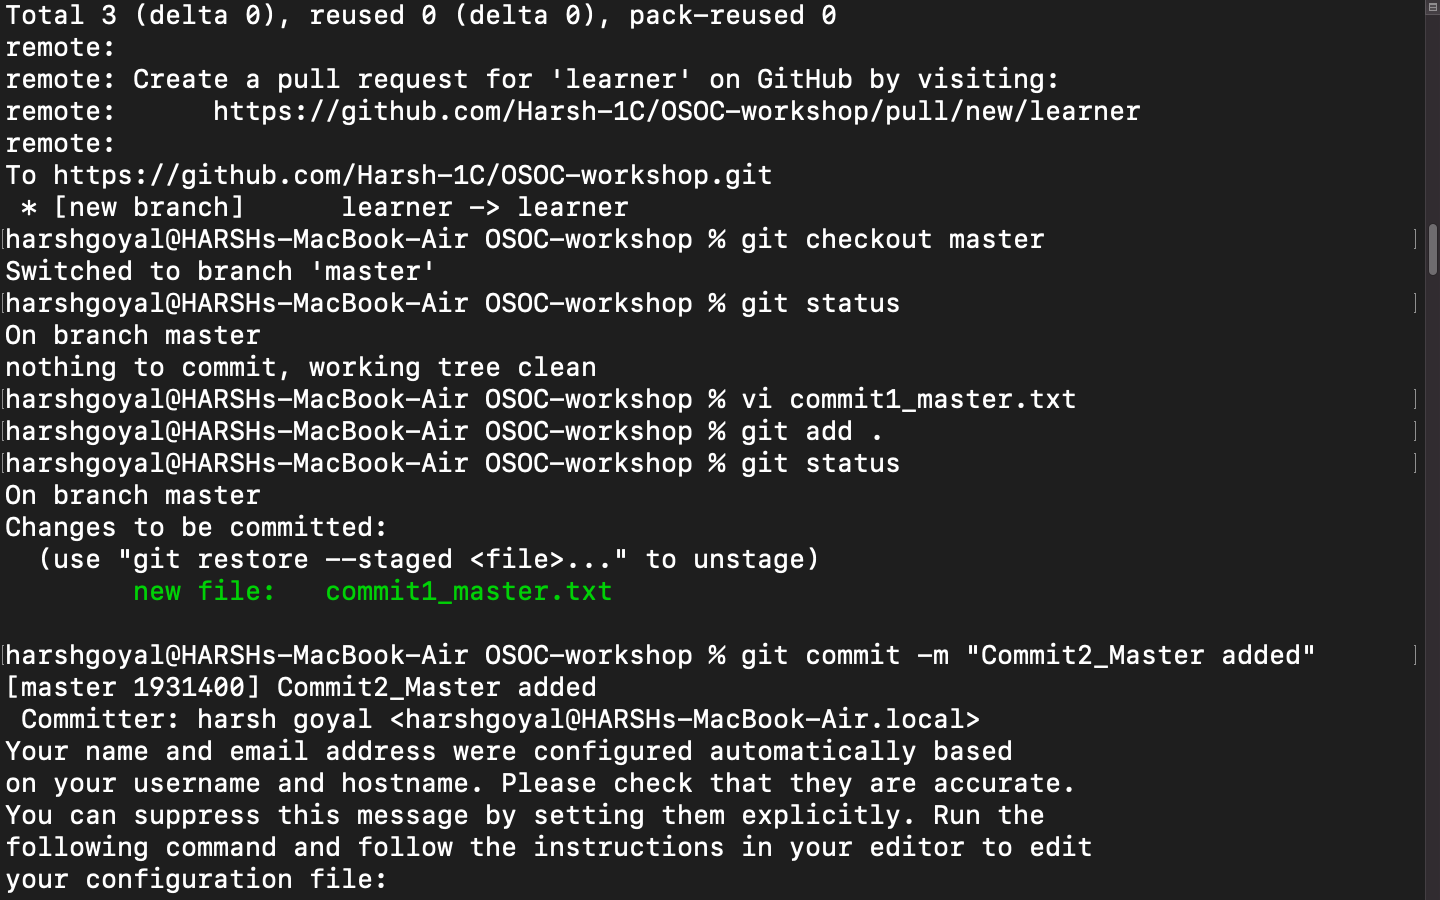 Total 3 (delta 0), reused 0 (delta 0), pack-reused 0
remote:
remote: Create a pull request for 'learner' on GitHub by visiting:
remote:      https://github.com/Harsh-1C/OSOC-workshop/pull/new/learner
remote:
To https://github.com/Harsh-1C/OSOC-workshop.git
 * [new branch]      learner -> learner
[harshgoyal@HARSHs-MacBook-Air OSOC-workshop % git checkout master ]
Switched to branch 'master'
[harshgoyal@HARSHs-MacBook-Air OSOC-workshop % git status ]
On branch master
nothing to commit, working tree clean
[harshgoyal@HARSHs-MacBook-Air OSOC-workshop % vi commit1_master.txt ]
[harshgoyal@HARSHs-MacBook-Air OSOC-workshop % git add . ]
[harshgoyal@HARSHs-MacBook-Air OSOC-workshop % git status ]
On branch master
Changes to be committed:
  (use "git restore --staged <file>..." to unstage)
        new file:   commit1_master.txt

[harshgoyal@HARSHs-MacBook-Air OSOC-workshop % git commit -m "Commit2_Master added" ]
[master 1931400] Commit2_Master added
 Committer: harsh goyal <harshgoyal@HARSHs-MacBook-Air.local>
Your name and email address were configured automatically based
on your username and hostname. Please check that they are accurate.
You can suppress this message by setting them explicitly. Run the
following command and follow the instructions in your editor to edit
your configuration file: